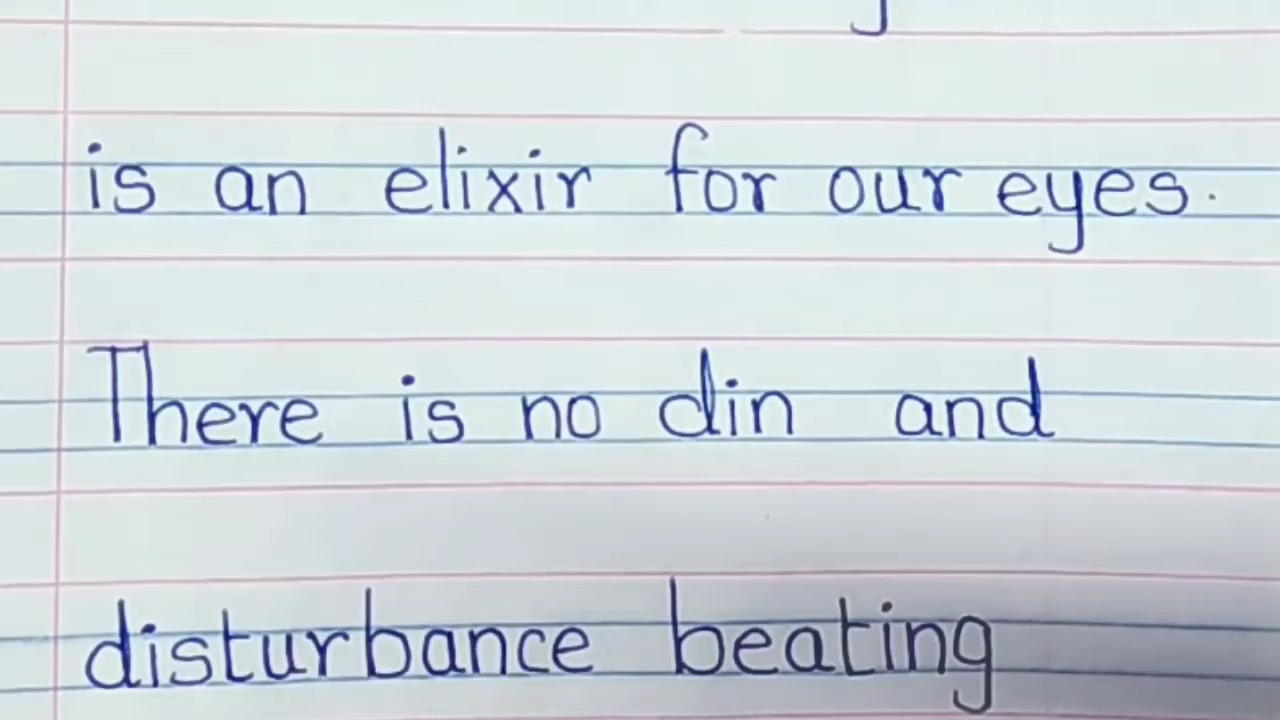 is an elixir for our eyes.
There is no din and
disturbance beating